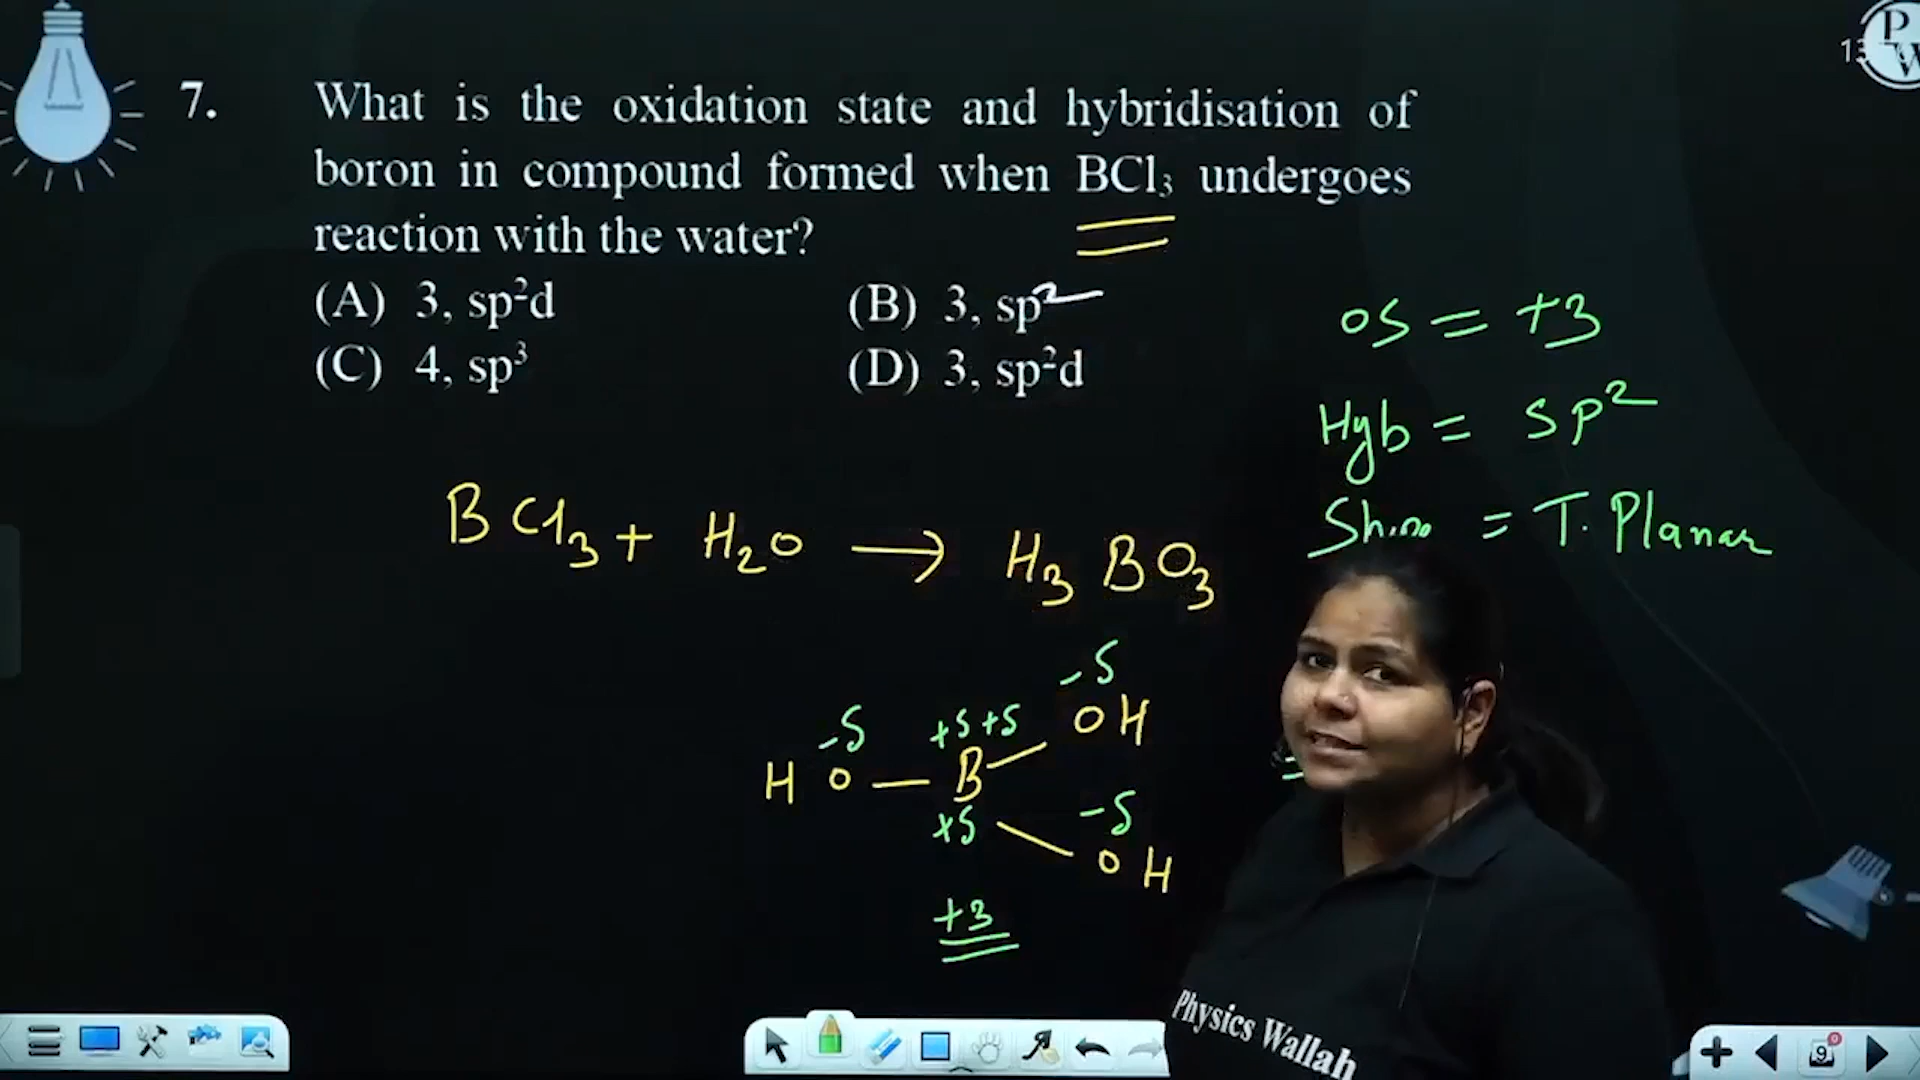 P
W
7. What is the oxidation state and hybridisation of
boron in compound formed when BCl₃ undergoes
reaction with the water?
(A) 3, sp²d
(B) 3, sp²
(C) 4, sp³
(D) 3, sp²d
OS = +3
Hyb = SP²
= T. Planar
BCl₃ + H₂O → H₃BO₃
-δ
-δ +δ +δ OH
H O — B
+δ -δ
OH
+3
Physics Wallah
9